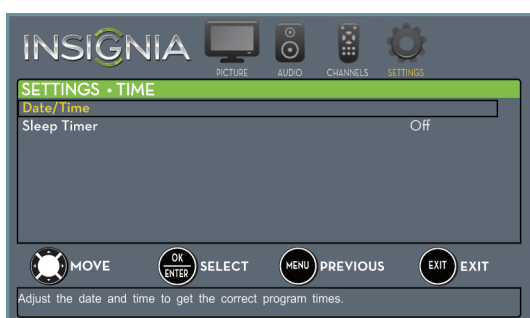 INSIGNIA
PICTURE AUDIO CHANNELS SETTINGS
SETTINGS • TIME
Date/Time
Sleep Timer Off
MOVE OK ENTER SELECT MENU PREVIOUS EXIT EXIT
Adjust the date and time to get the correct program times.